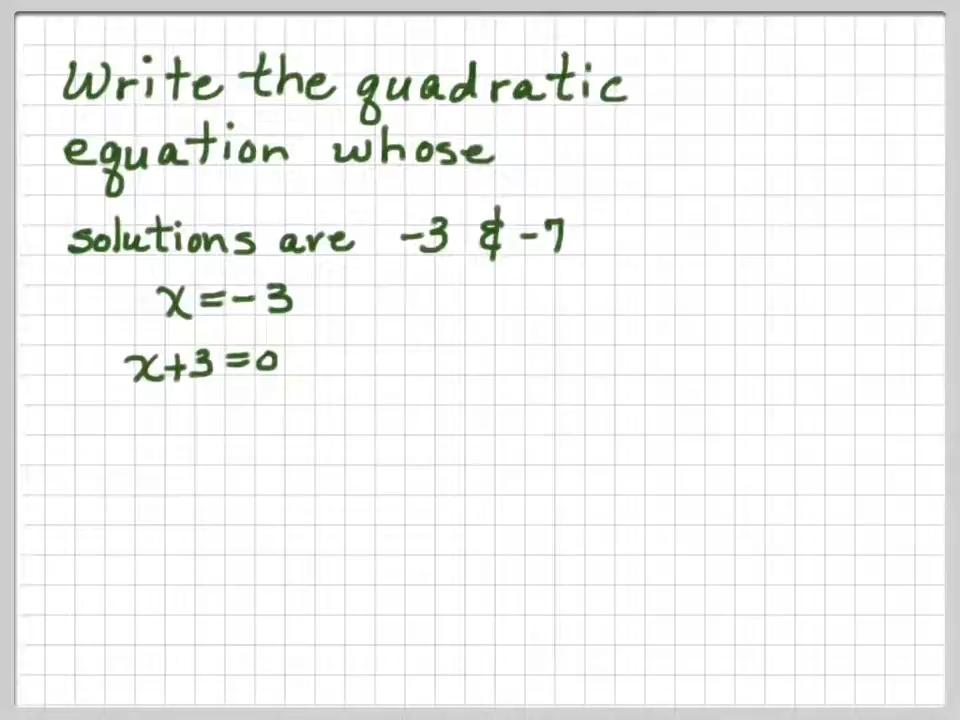 Write the quadratic
equation whose
solutions are -3 & -7
x = -3
x+3=0